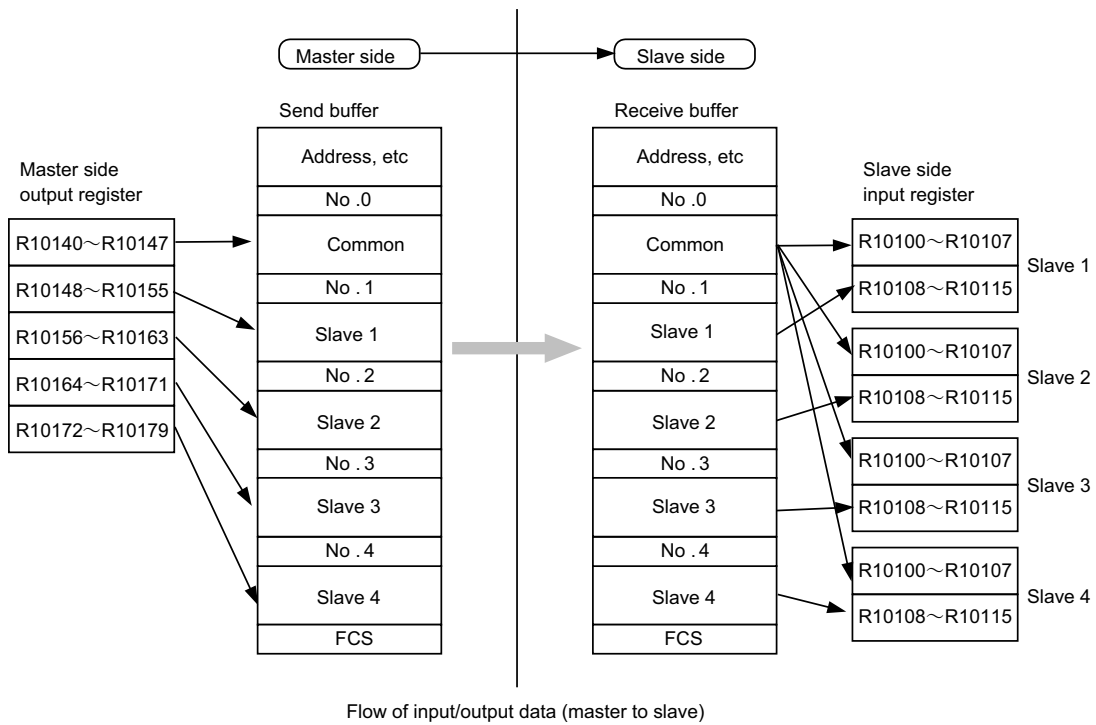 Master side
Slave side
Send buffer
Receive buffer
Master side
output register
R10140～R10147
R10148～R10155
R10156～R10163
R10164～R10171
R10172～R10179
Address, etc
No .0
Common
No . 1
Slave 1
No . 2
Slave 2
No . 3
Slave 3
No . 4
Slave 4
FCS
Address, etc
No .0
Common
No . 1
Slave 1
No . 2
Slave 2
No . 3
Slave 3
No . 4
Slave 4
FCS
Slave side
input register
R10100～R10107
R10108～R10115
Slave 1
R10100～R10107
R10108～R10115
Slave 2
R10100～R10107
R10108～R10115
Slave 3
R10100～R10107
R10108～R10115
Slave 4
Flow of input/output data (master to slave)